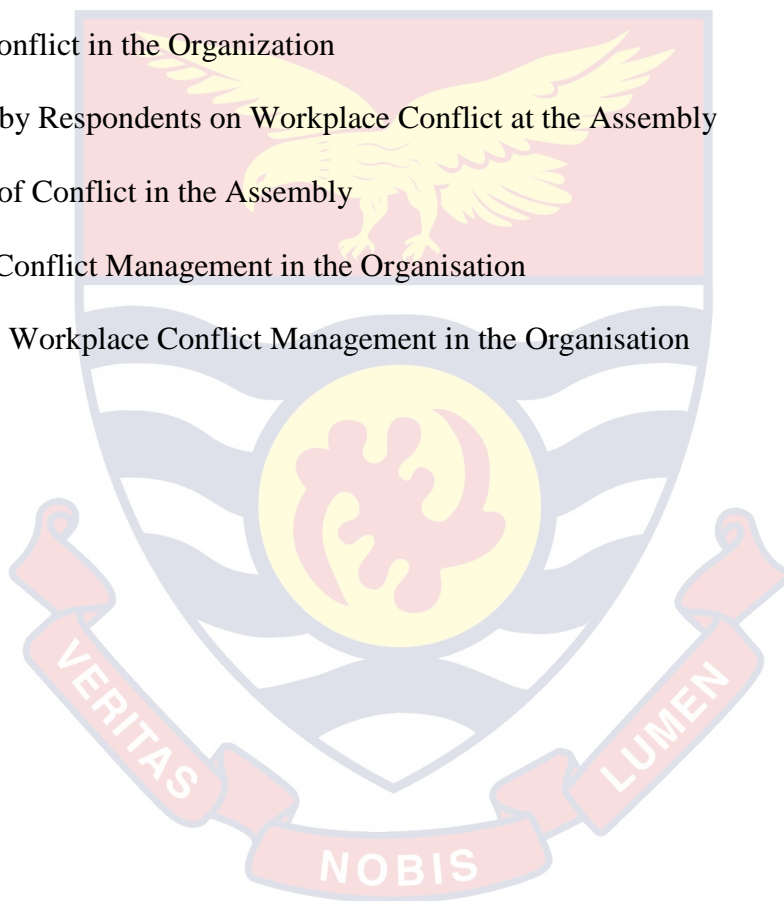 onflict in the Organization
by Respondents on Workplace Conflict at the Assembly
of Conflict in the Assembly
Conflict Management in the Organisation
Workplace Conflict Management in the Organisation
VERITAS
NOBIS
LUMEN